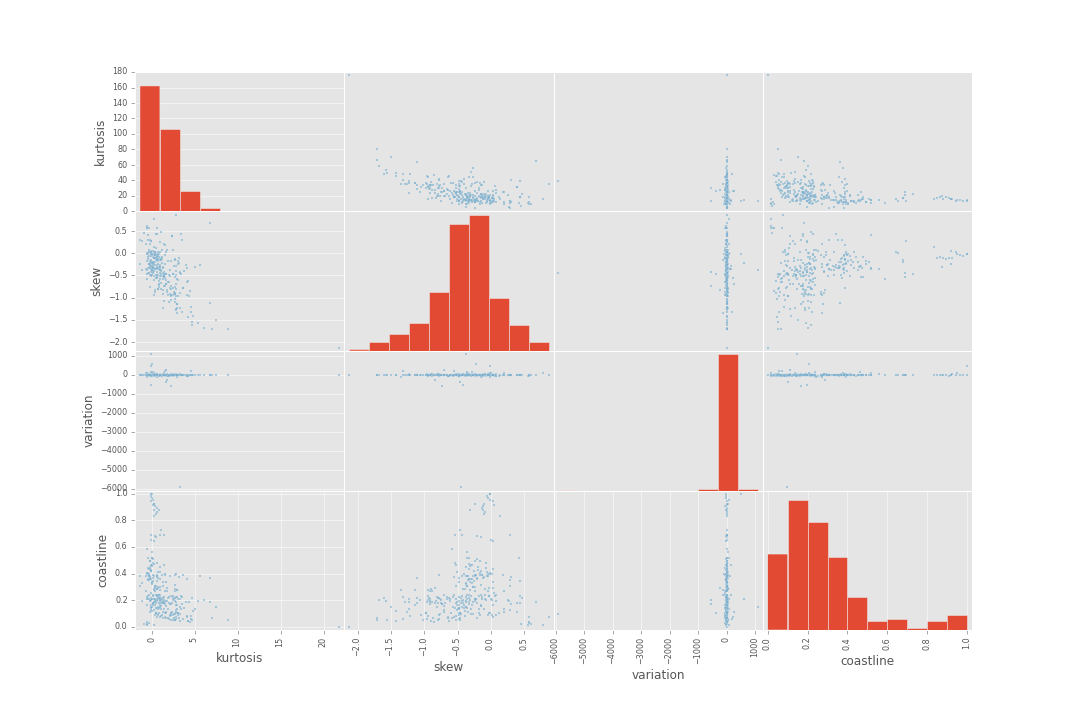 180
160
140
120
100
80
60
40
20
0
kurtosis
0.5
0.0
−0.5
−1.0
−1.5
−2.0
skew
1000
0
−1000
−2000
−3000
−4000
−5000
−6000
variation
1.0
0.8
0.6
0.4
0.2
0.0
coastline
0 5 10 15 20
kurtosis
−2.0 −1.5 −1.0 −0.5 0.0 0.5
skew
−6000 −5000 −4000 −3000 −2000 −1000 0 1000
variation
0.0 0.2 0.4 0.6 0.8 1.0
coastline